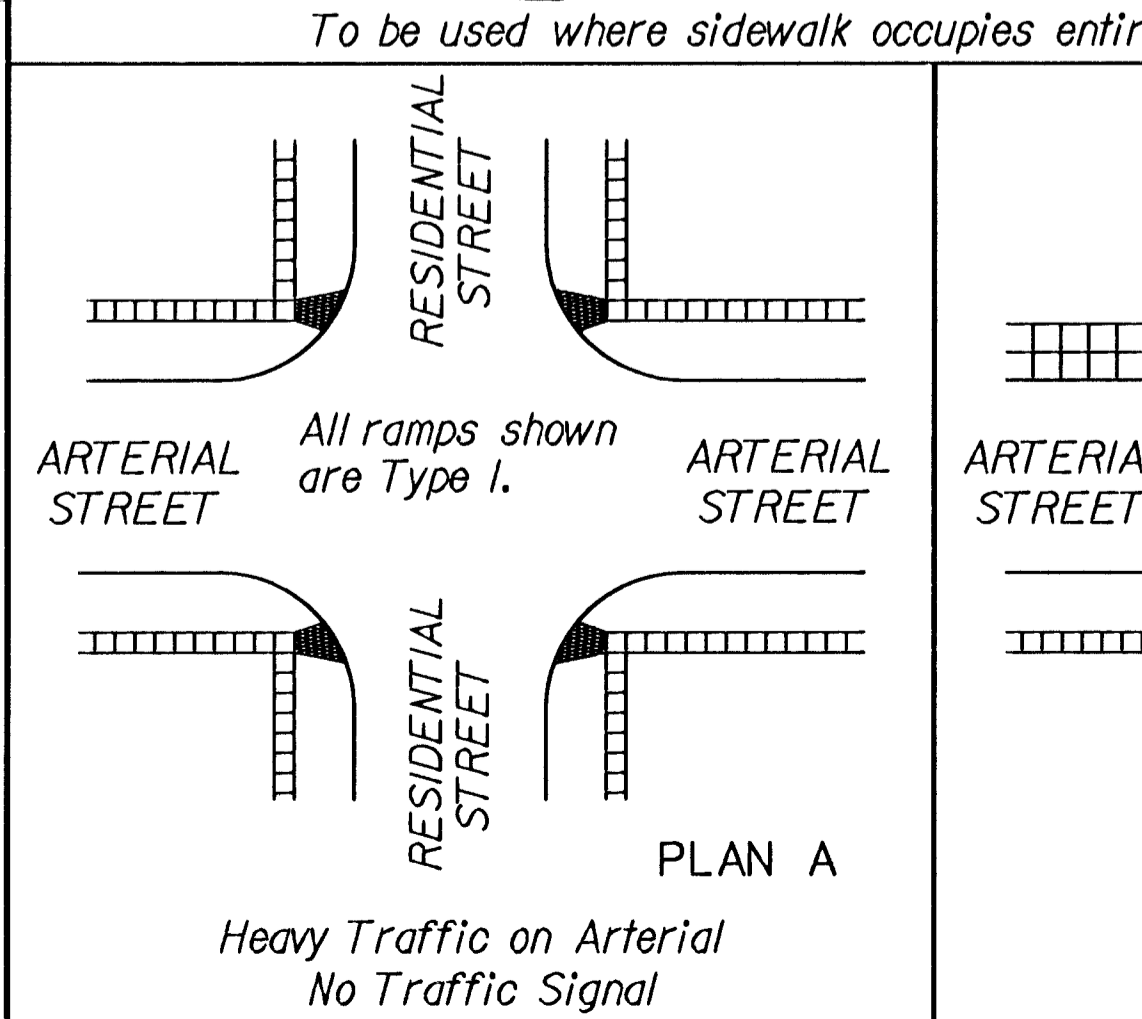 To be used where sidewalk occupies entir
RESIDENTIAL
STREET
All ramps shown
are Type I.
ARTERIAL
STREET
ARTERIAL
STREET
ARTERIA
STREET
RESIDENTIAL
STREET
PLAN A
Heavy Traffic on Arterial
No Traffic Signal